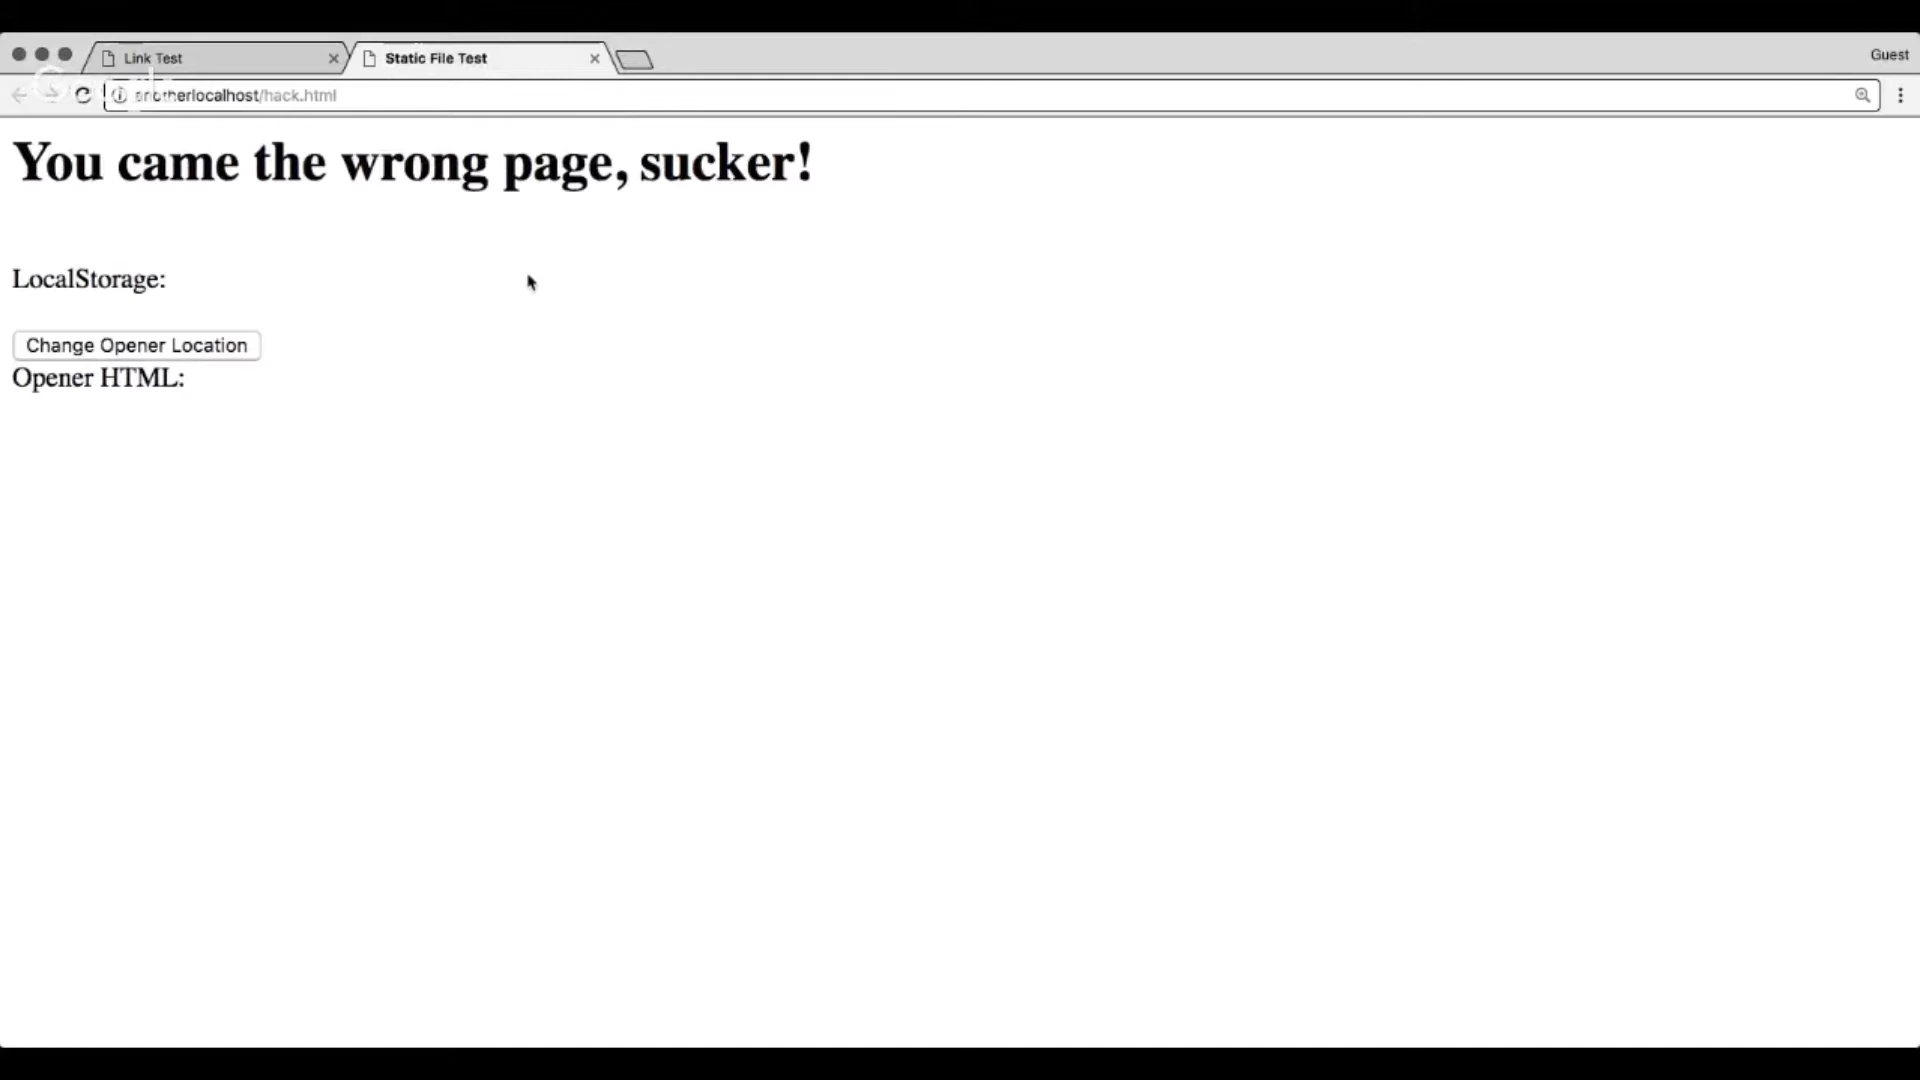 Link Test
Static File Test
Guest
anotherlocalhost/hack.html
You came the wrong page, sucker!
LocalStorage:
Change Opener Location
Opener HTML: